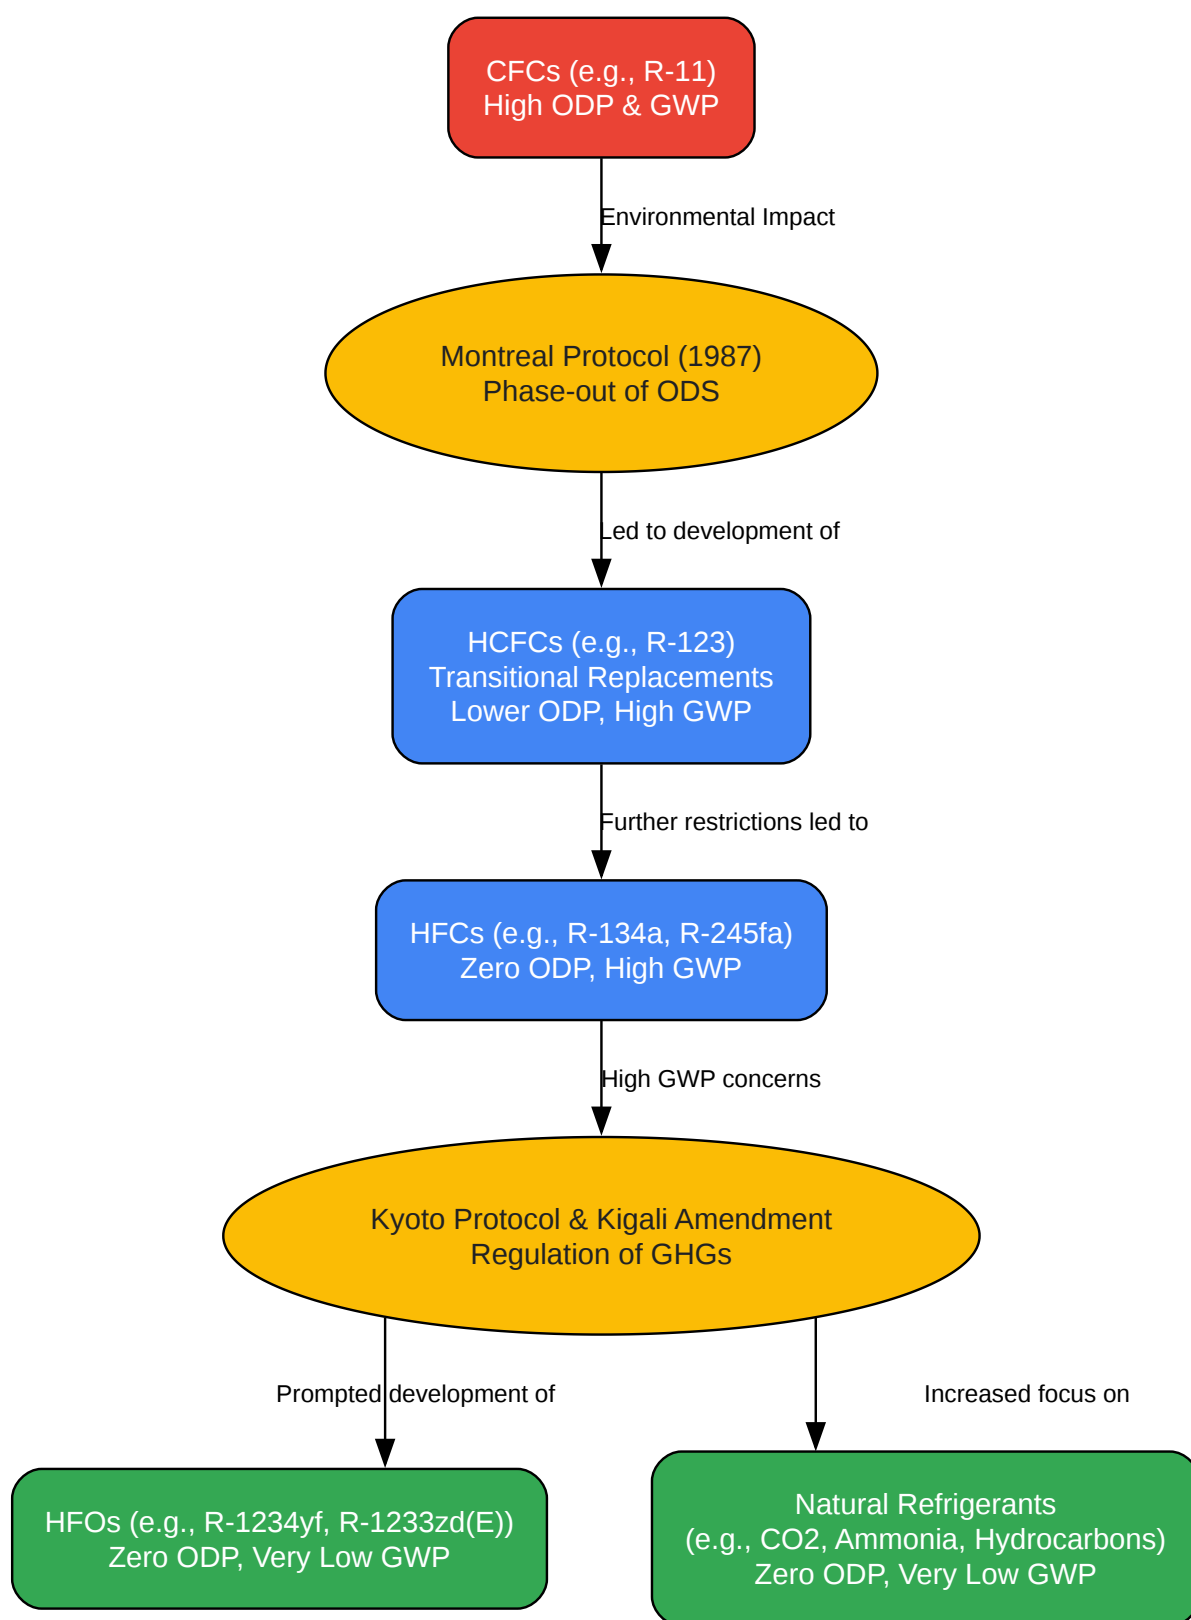 CFCs (e.g., R-11)
High ODP & GWP
Environmental Impact
Montreal Protocol (1987)
Phase-out of ODS
Led to development of
HCFCs (e.g., R-123)
Transitional Replacements
Lower ODP, High GWP
Further restrictions led to
HFCs (e.g., R-134a, R-245fa)
Zero ODP, High GWP
High GWP concerns
Kyoto Protocol & Kigali Amendment
Regulation of GHGs
Prompted development of
Increased focus on
HFOs (e.g., R-1234yf, R-1233zd(E))
Zero ODP, Very Low GWP
Natural Refrigerants
(e.g., CO2, Ammonia, Hydrocarbons)
Zero ODP, Very Low GWP